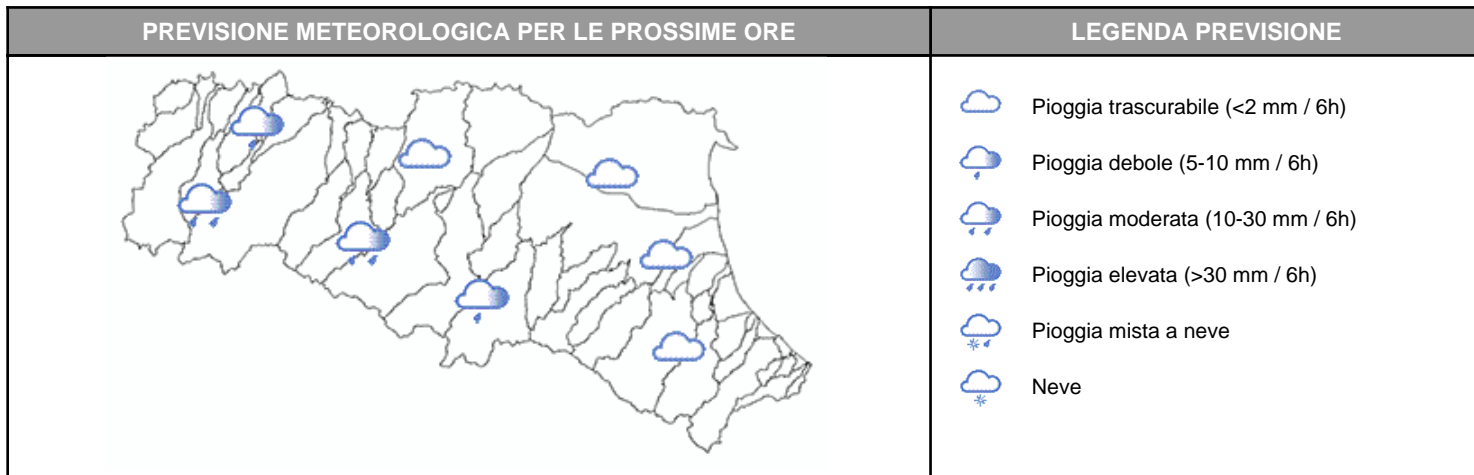 PREVISIONE METEOROLOGICA PER LE PROSSIME ORE
LEGENDA PREVISIONE
Pioggia trascurabile (<2 mm / 6h)
Pioggia debole (5-10 mm / 6h)
Pioggia moderata (10-30 mm / 6h)
Pioggia elevata (>30 mm / 6h)
Pioggia mista a neve
Neve